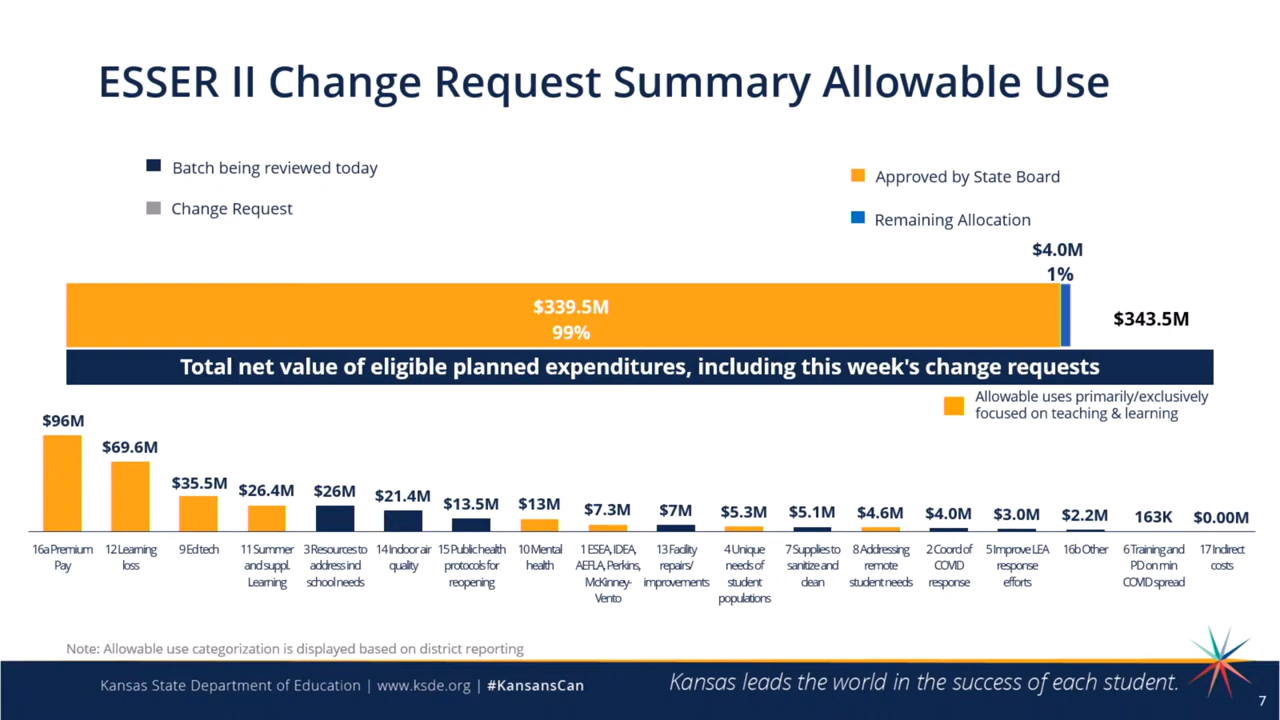 ESSER II Change Request Summary Allowable Use
Batch being reviewed today
Change Request
Approved by State Board
Remaining Allocation
$4.0M
1%
$339.5M
99%
$343.5M
Total net value of eligible planned expenditures, including this week's change requests
Allowable uses primarily/exclusively
focused on teaching & learning
$96M
$69.6M
$35.5M
$26.4M
$26M
$21.4M
$13.5M
$13M
$7.3M
$7M
$5.3M
$5.1M
$4.6M
$4.0M
$3.0M
$2.2M
163K
$0.00M
16a Premium
Pay
12 Learning
loss
9 Ed tech
11 Summer
and suppl.
Learning
3 Resources to
address ind
school needs
14 Indoor air
quality
15 Public health
protocols for
reopening
10 Mental
health
1 ESEA, IDEA,
AEFLA, Perkins,
McKinney-
Vento
13 Facility
repairs/
improvements
4 Unique
needs of
student
populations
7 Supplies to
sanitize and
clean
8 Addressing
remote
student needs
2 Coord of
COVID
response
5 Improve LEA
response
efforts
16b Other
6 Training and
PD on min
COVID spread
17 Indirect
costs
Note: Allowable use categorization is displayed based on district reporting
Kansas State Department of Education | www.ksde.org | #KansansCan
Kansas leads the world in the success of each student.
7